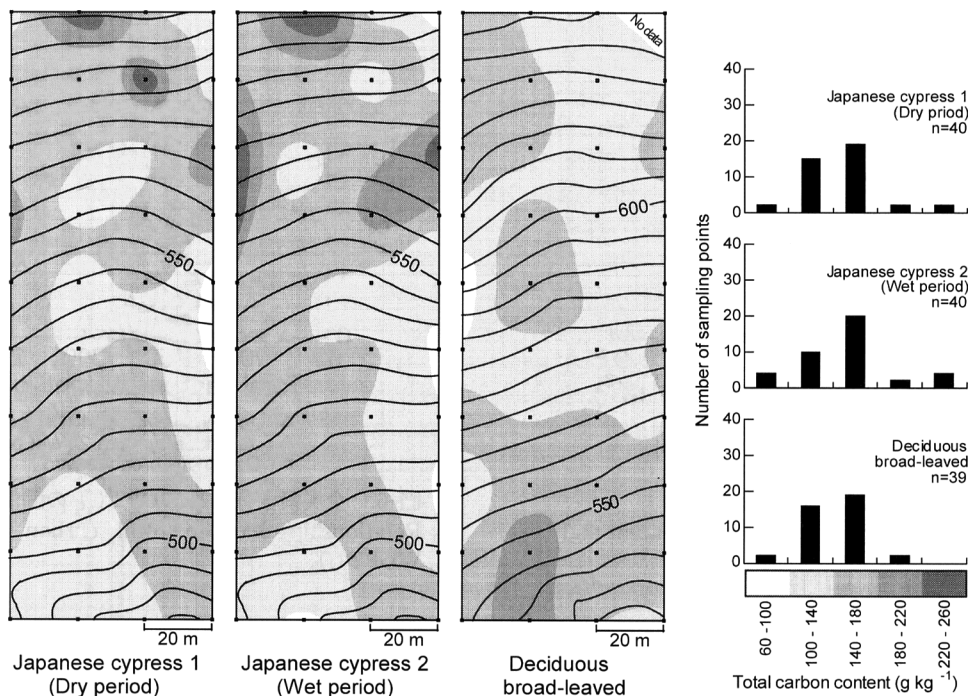 No data
550
500
20 m
Japanese cypress 1
(Dry period)
550
500
20 m
Japanese cypress 2
(Wet period)
600
550
20 m
Deciduous
broad-leaved
Number of sampling points
40
30
20
10
0
Japanese cypress 1
(Dry priod)
n=40
40
30
20
10
0
Japanese cypress 2
(Wet period)
n=40
40
30
20
10
0
Deciduous
broad-leaved
n=39
60 -100
100 - 140
140 - 180
180 - 220
220 - 260
Total carbon content (g kg -1)